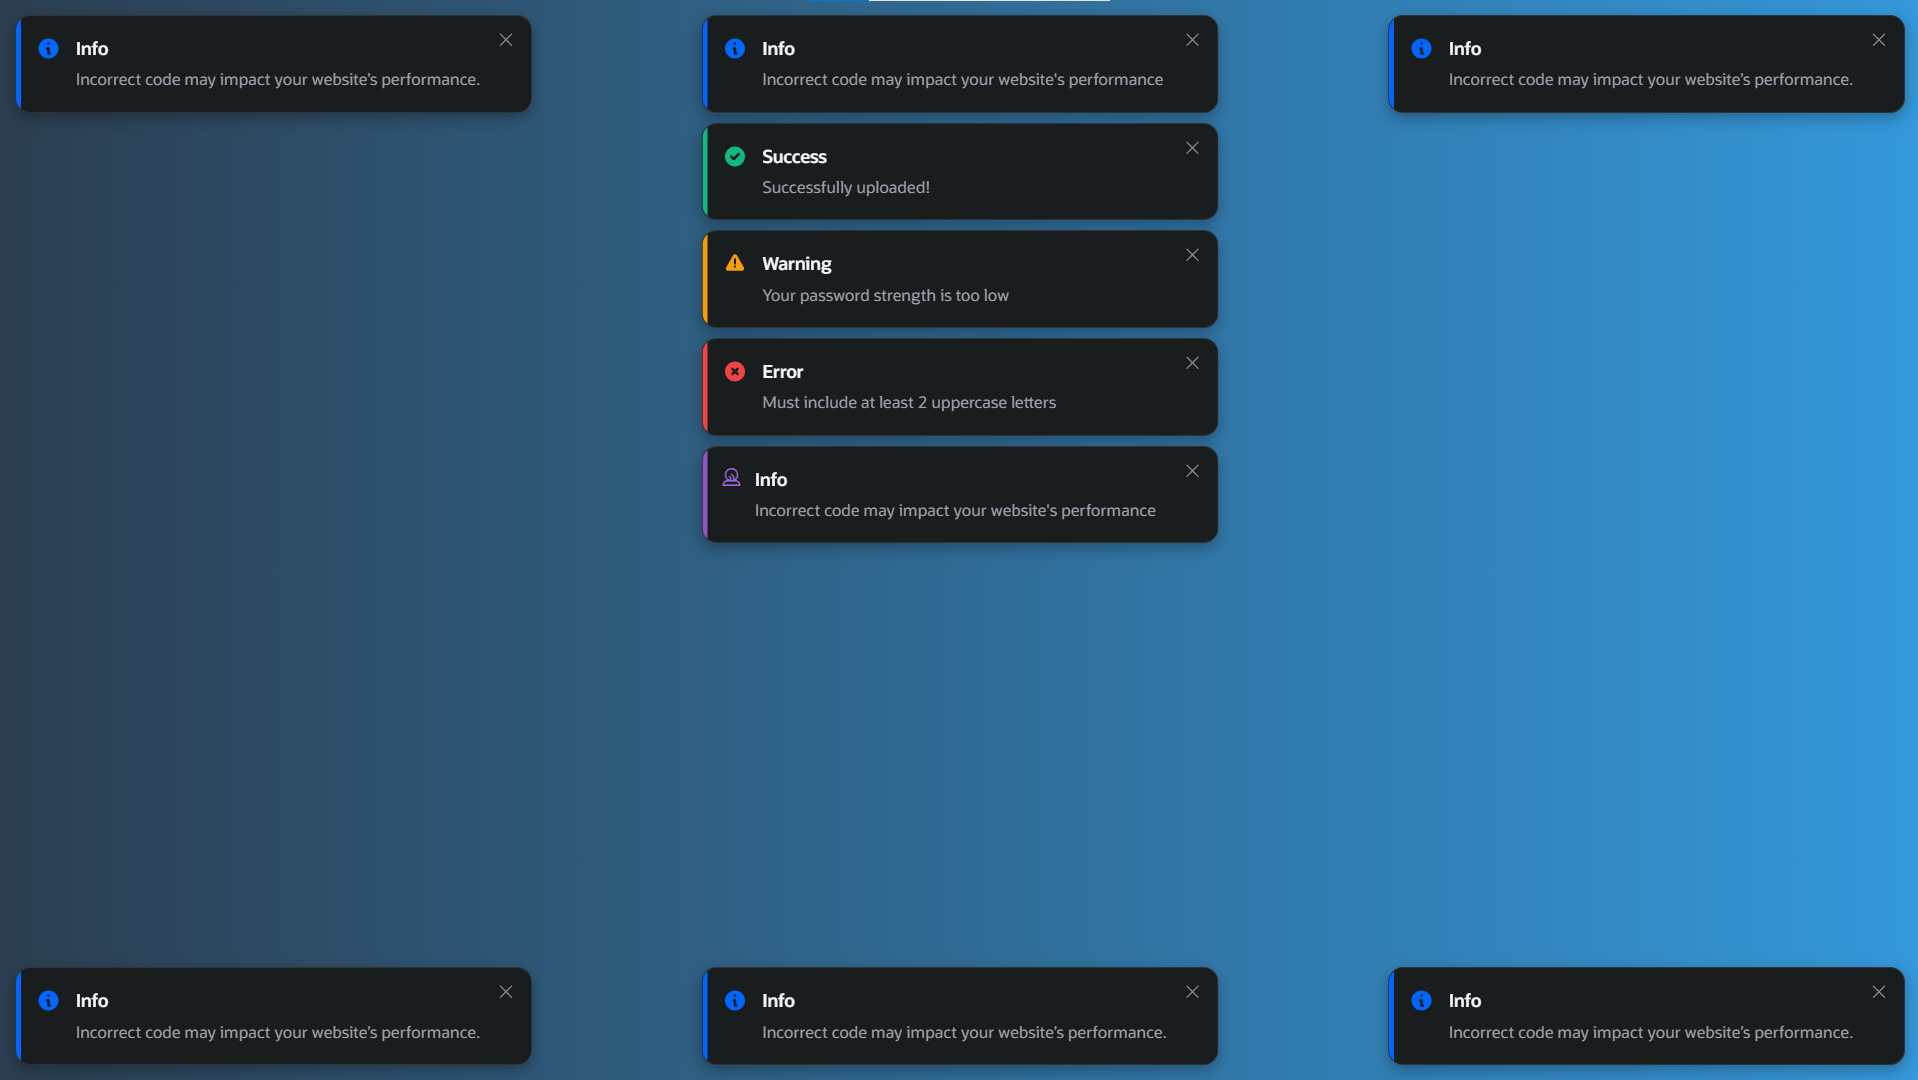 Info
Incorrect code may impact your website's performance.
Info
Incorrect code may impact your website's performance
Info
Incorrect code may impact your website's performance.
Success
Successfully uploaded!
Warning
Your password strength is too low
Error
Must include at least 2 uppercase letters
Info
Incorrect code may impact your website's performance
Info
Incorrect code may impact your website's performance.
Info
Incorrect code may impact your website's performance.
Info
Incorrect code may impact your website's performance.